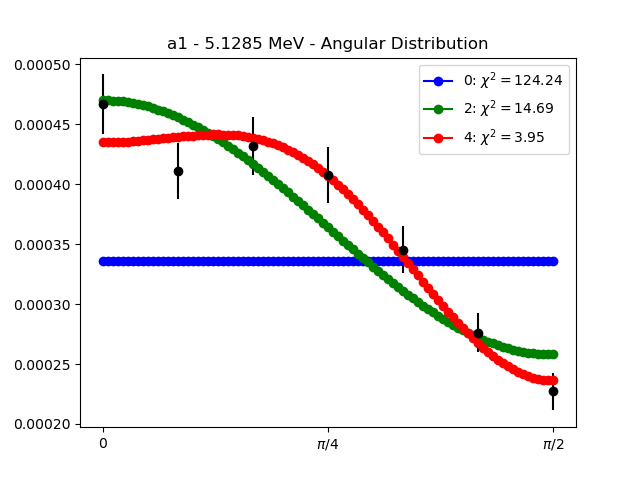 a1 - 5.1285 MeV - Angular Distribution
0.00050
0.00045
0.00040
0.00035
0.00030
0.00025
0.00020
0: χ² = 124.24
2: χ² = 14.69
4: χ² = 3.95
0
π/4
π/2